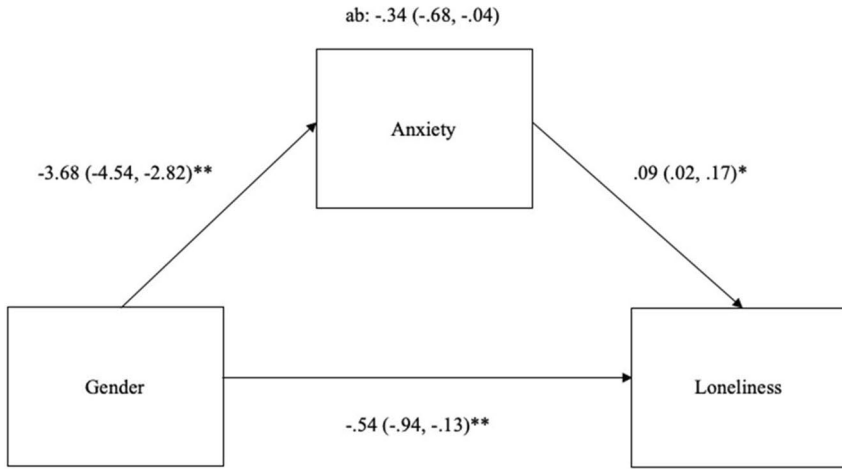 ab: -.34 (-.68, -.04)
Anxiety
-3.68 (-4.54, -2.82)**
.09 (.02, .17)*
Gender
Loneliness
-.54 (-.94, -.13)**